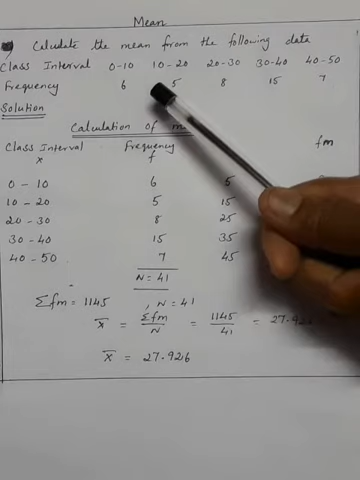 Mean
Calculate the mean from the following data
Class Interval 0-10 10-20 20-30 30-40 40-50
Frequency 6 5 8 15 7
Solution
Calculation of m
Class Interval Frequency fm
x f
0-10 6 5
10-20 5 15
20-30 8 25
30-40 15 35
40-50 7 45
N = 41
Σfm = 1145 , N = 41
x̄ = Σfm/N = 1145/41 = 27.926
x̄ = 27.926